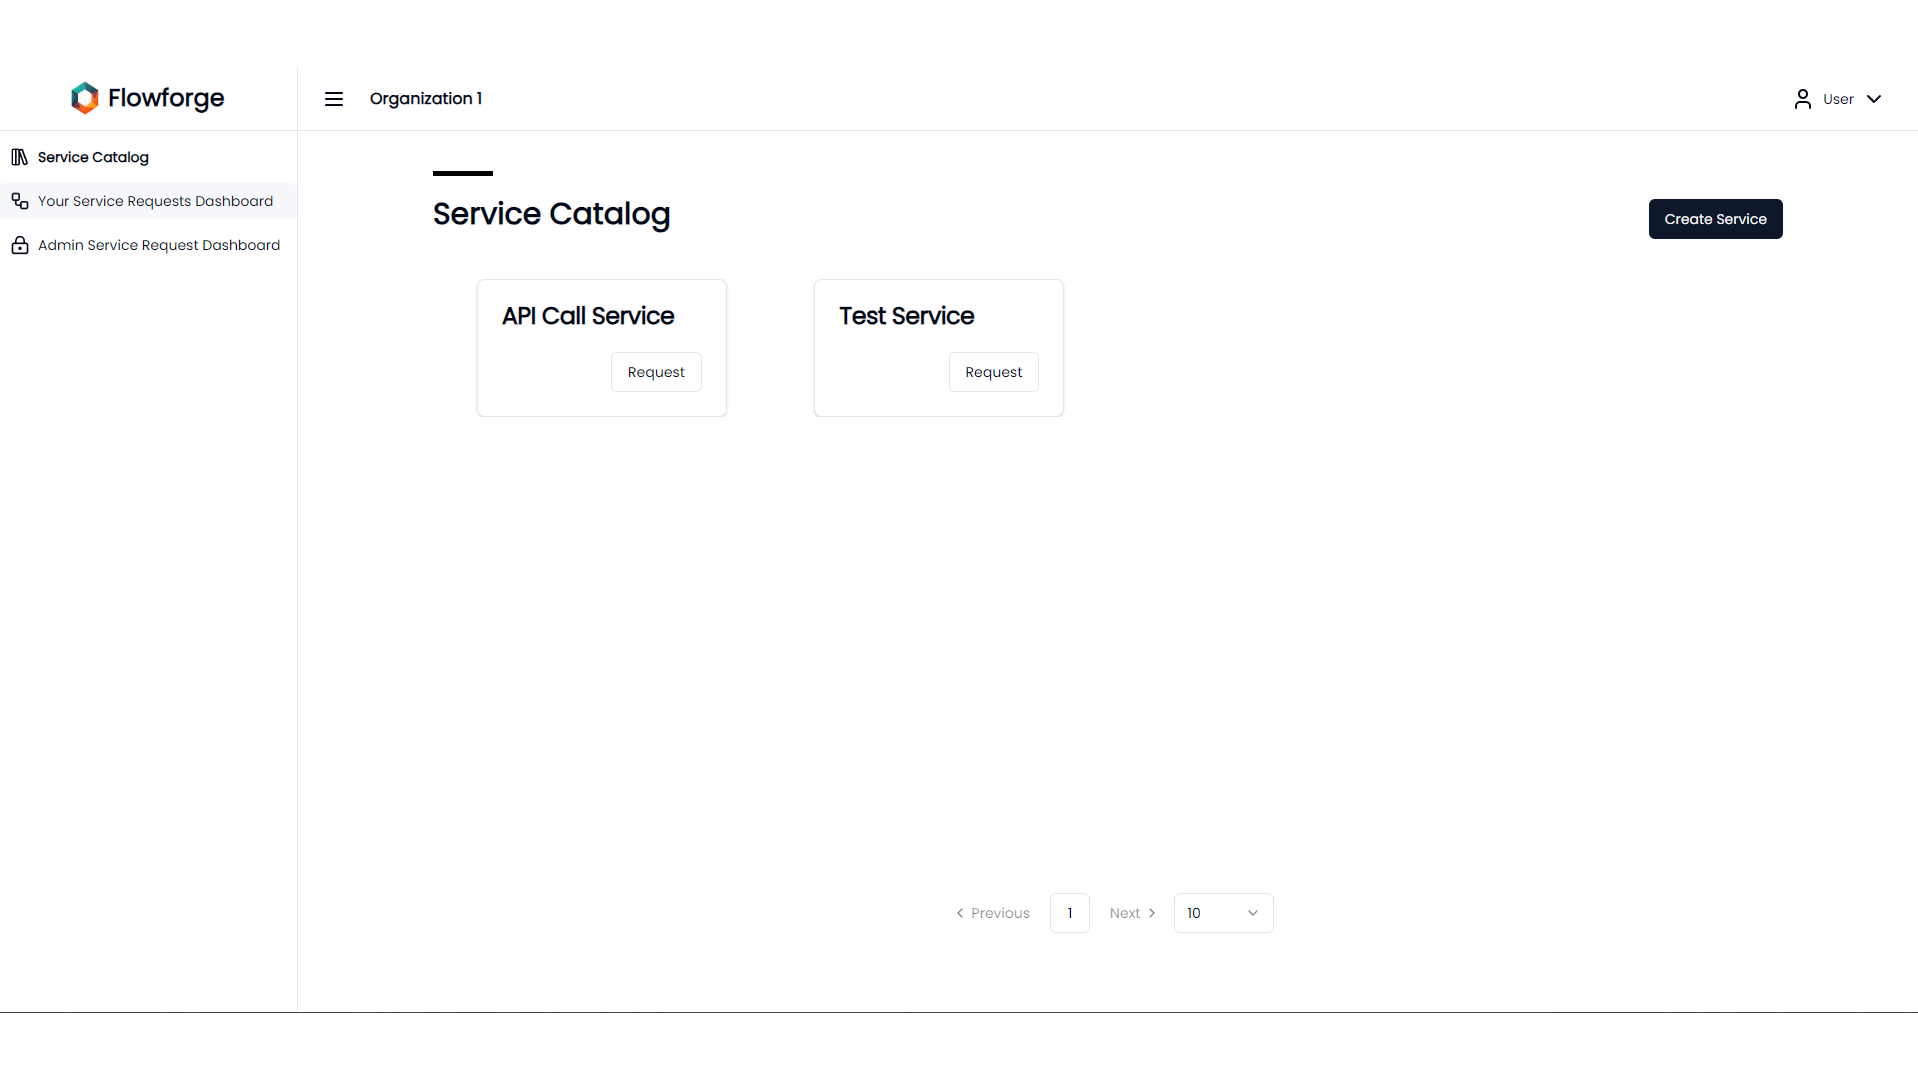 Flowforge
Organization 1
User
Service Catalog
Your Service Requests Dashboard
Admin Service Request Dashboard
Service Catalog
Create Service
API Call Service
Request
Test Service
Request
Previous
1
Next
10